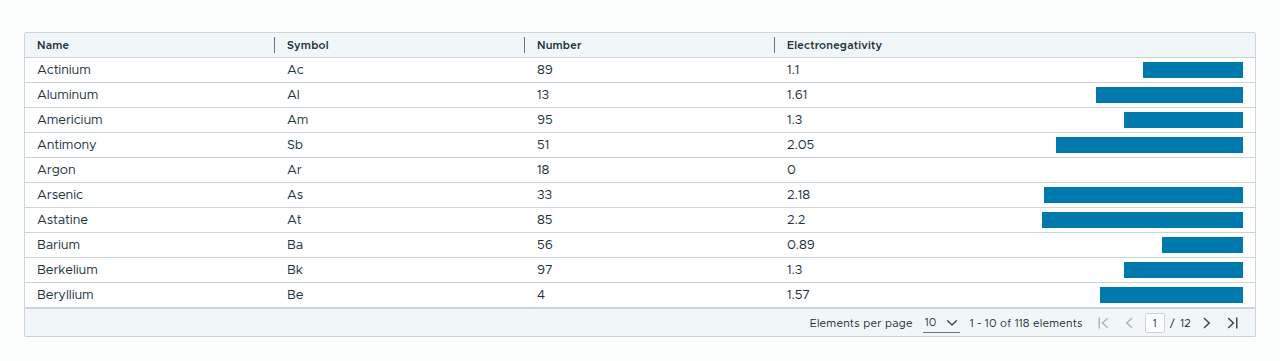 Name Symbol Number Electronegativity
Actinium Ac 89 1.1
Aluminum Al 13 1.61
Americium Am 95 1.3
Antimony Sb 51 2.05
Argon Ar 18 0
Arsenic As 33 2.18
Astatine At 85 2.2
Barium Ba 56 0.89
Berkelium Bk 97 1.3
Beryllium Be 4 1.57
Elements per page 10 1 - 10 of 118 elements 1 / 12